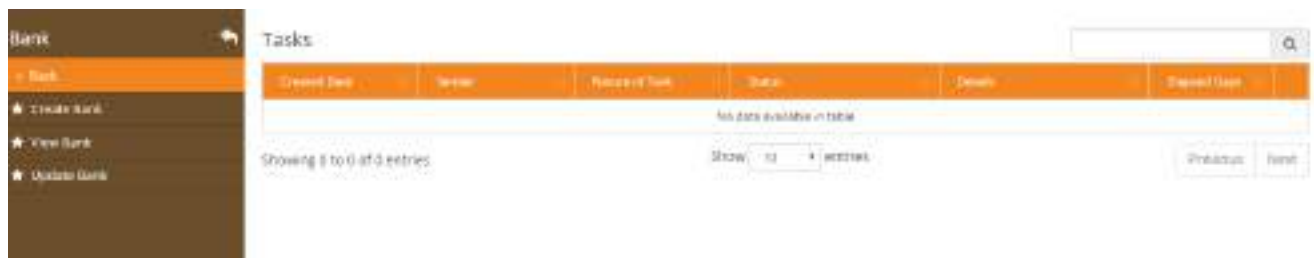 Bank
Bank
Create Bank
View Bank
Update Bank
Tasks
Created Date Sender Nature of Task Status Details Elapsed Days
No data available in table
Showing 0 to 0 of 0 entries
Show 10 entries
Previous Next